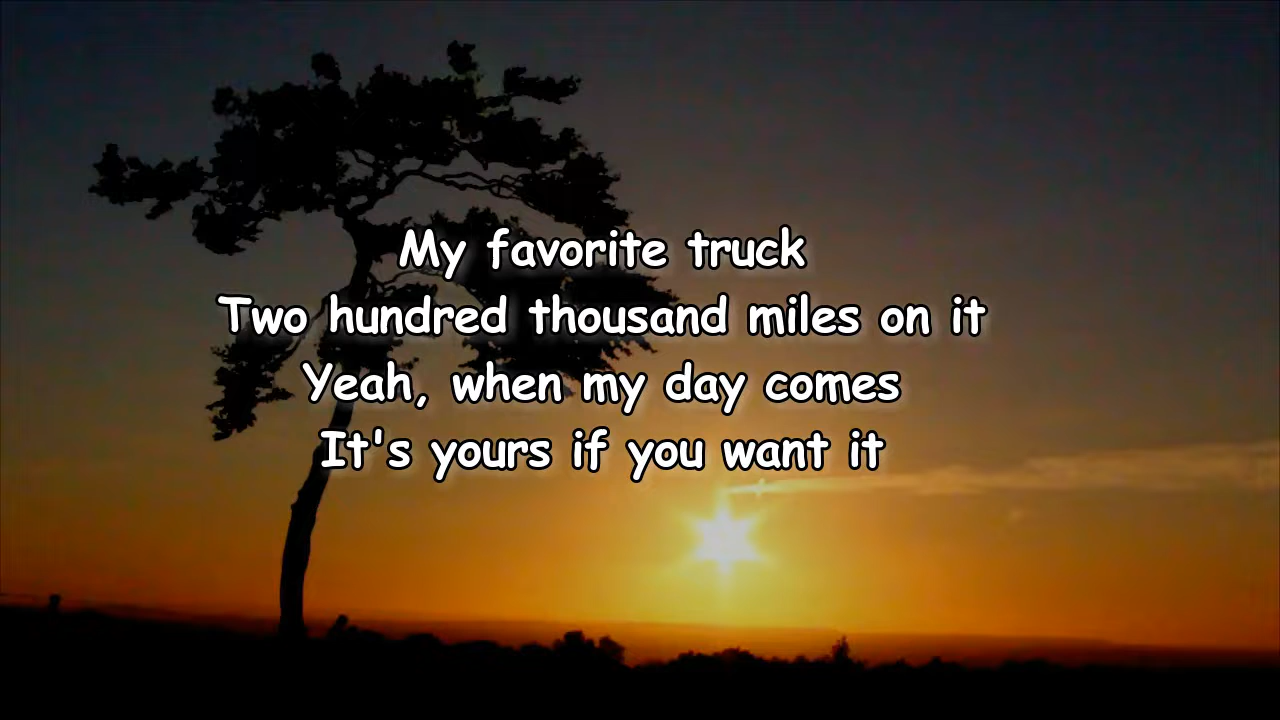 My favorite truck
Two hundred thousand miles on it
Yeah, when my day comes
It's yours if you want it